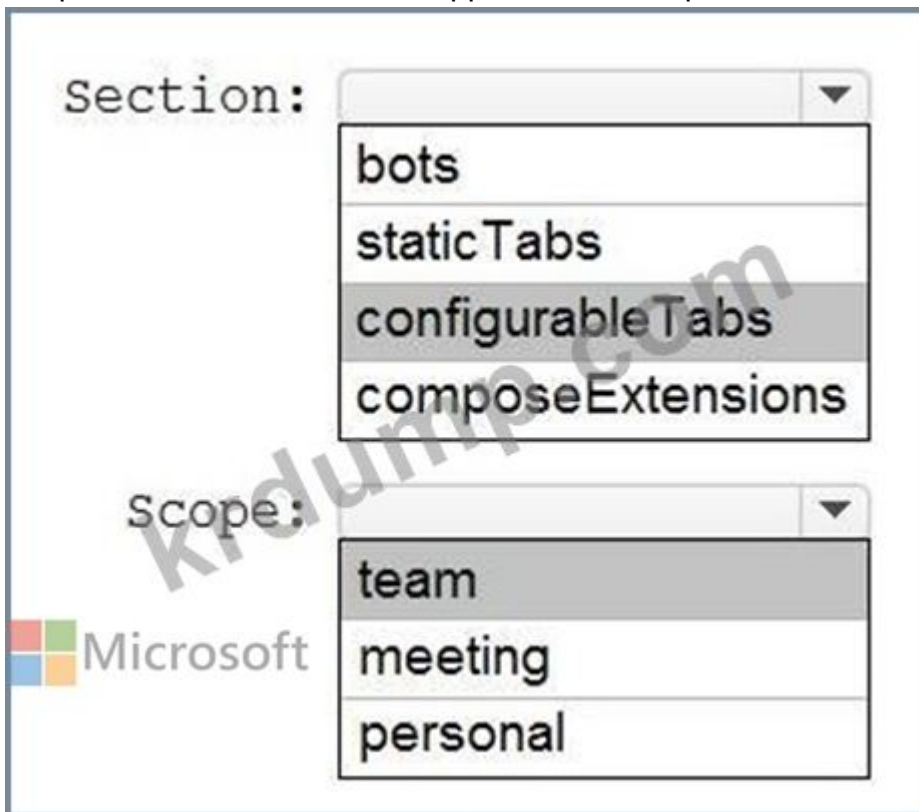 Section:
bots
staticTabs
configurableTabs
composeExtensions
Scope:
team
meeting
personal
Microsoft
krdump.com